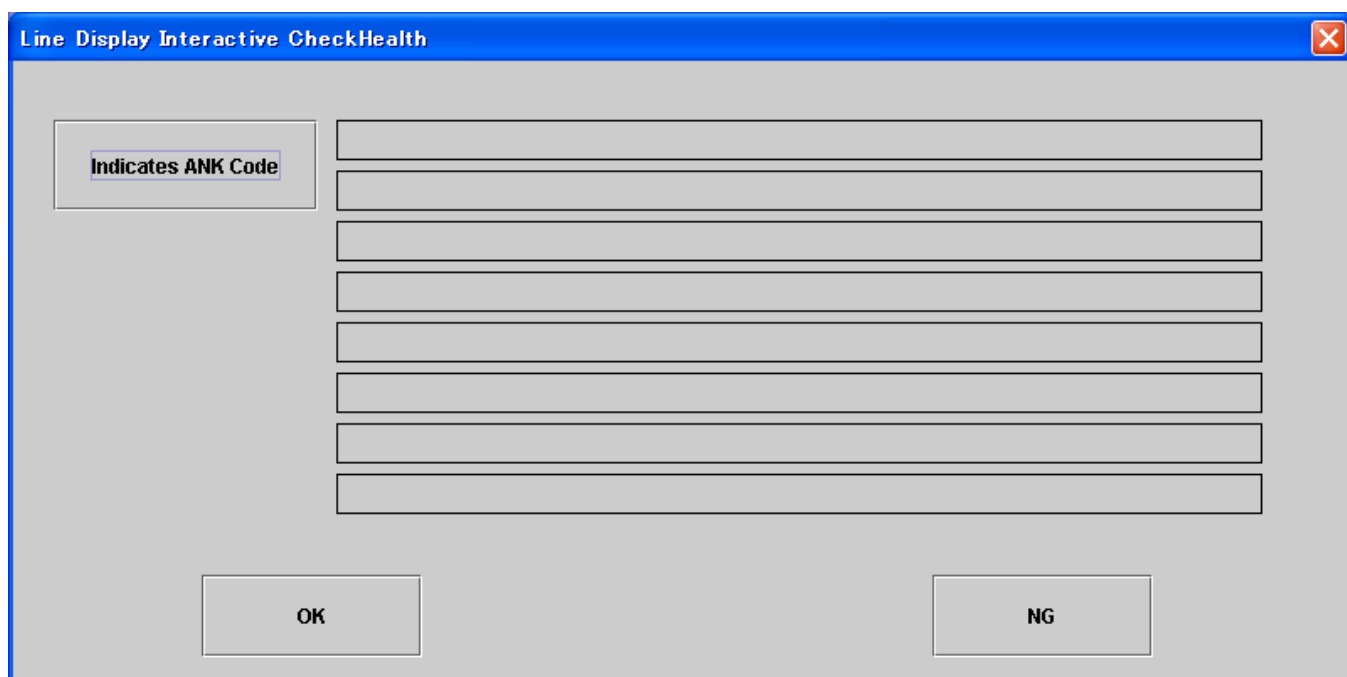 Line Display Interactive CheckHealth
Indicates ANK Code
OK
NG